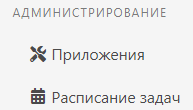 АДМИНИСТРИРОВАНИЕ
Приложения
Расписание задач